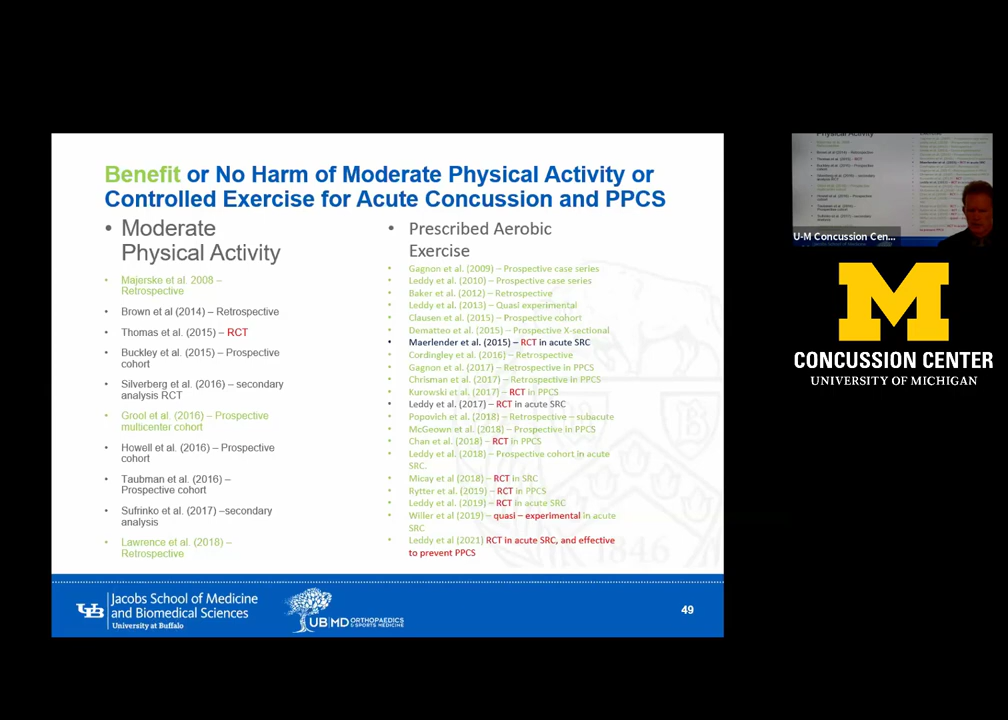 Benefit or No Harm of Moderate Physical Activity or
Controlled Exercise for Acute Concussion and PPCS
• Moderate
Physical Activity
• Majerske et al. 2008 –
Retrospective
• Brown et al (2014) – Retrospective
• Thomas et al. (2015) – RCT
• Buckley et al. (2015) – Prospective
cohort
• Silverberg et al. (2016) – secondary
analysis RCT
• Grool et al. (2016) – Prospective
multicenter cohort
• Howell et al. (2016) – Prospective
cohort
• Taubman et al. (2016) –
Prospective cohort
• Sufrinko et al. (2017) –secondary
analysis
• Lawrence et al. (2018) –
Retrospective
• Prescribed Aerobic
Exercise
• Gagnon et al. (2009) – Prospective case series
• Leddy et al. (2010) – Prospective case series
• Baker et al. (2012) – Retrospective
• Leddy et al. (2013) – Quasi experimental
• Clausen et al. (2015) – Prospective cohort
• Dematteo et al. (2015) – Prospective X-sectional
• Maerlender et al. (2015) – RCT in acute SRC
• Cordingley et al. (2016) – Retrospective
• Gagnon et al. (2017) – Retrospective in PPCS
• Chrisman et al. (2017) – Retrospective in PPCS
• Kurowski et al. (2017) – RCT in PPCS
• Leddy et al. (2017) – RCT in acute SRC
• Popovich et al. (2018) – Retrospective – subacute
• McGeown et al. (2018) – Prospective in PPCS
• Chan et al. (2018) – RCT in PPCS
• Leddy et al. (2018) – Prospective cohort in acute
SRC.
• Micay et al (2018) – RCT in SRC
• Rytter et al. (2019) – RCT in PPCS
• Leddy et al. (2019) – RCT in acute SRC
• Willer et al (2019) – quasi – experimental in acute
SRC
• Leddy et al (2021) RCT in acute SRC, and effective
to prevent PPCS
1846
UB
Jacobs School of Medicine
and Biomedical Sciences
University at Buffalo
UB|MD ORTHOPAEDICS
& SPORTS MEDICINE
49
U-M Concussion Cen...
M
CONCUSSION CENTER
UNIVERSITY OF MICHIGAN